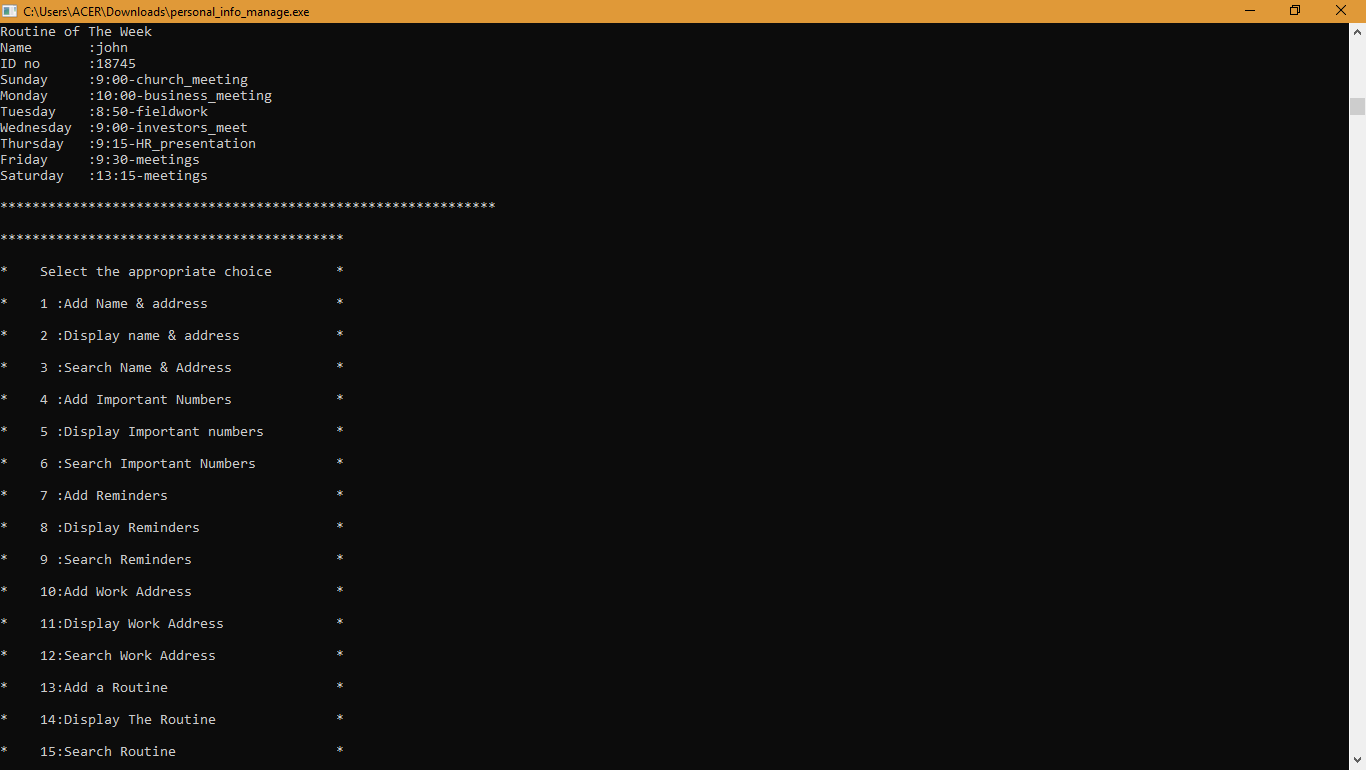 C:\Users\ACER\Downloads\personal_info_manage.exe
Routine of The Week
Name       :john
ID no      :18745
Sunday     :9:00-church_meeting
Monday     :10:00-business_meeting
Tuesday    :8:50-fieldwork
Wednesday  :9:00-investors_meet
Thursday   :9:15-HR_presentation
Friday     :9:30-meetings
Saturday   :13:15-meetings
**************************************************************
*******************************************
*    Select the appropriate choice        *
*    1 :Add Name & address                *
*    2 :Display name & address            *
*    3 :Search Name & Address             *
*    4 :Add Important Numbers             *
*    5 :Display Important numbers         *
*    6 :Search Important Numbers          *
*    7 :Add Reminders                     *
*    8 :Display Reminders                 *
*    9 :Search Reminders                  *
*    10:Add Work Address                  *
*    11:Display Work Address              *
*    12:Search Work Address               *
*    13:Add a Routine                     *
*    14:Display The Routine               *
*    15:Search Routine                    *